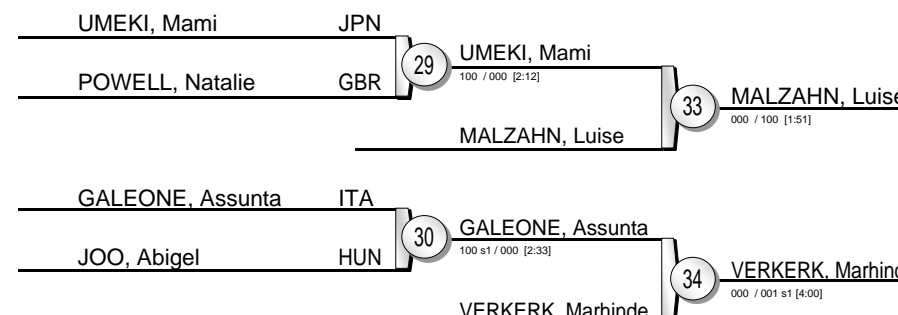 UMEKI, Mami JPN
29
UMEKI, Mami
100 / 000 [2:12]
POWELL, Natalie GBR
33
MALZAHN, Luise
000 / 100 [1:51]
MALZAHN, Luise
GALEONE, Assunta ITA
30
GALEONE, Assunta
100 s1 / 000 [2:33]
JOO, Abigel HUN
34
VERKERK, Marhinde
000 / 001 s1 [4:00]
VERKERK, Marhinde